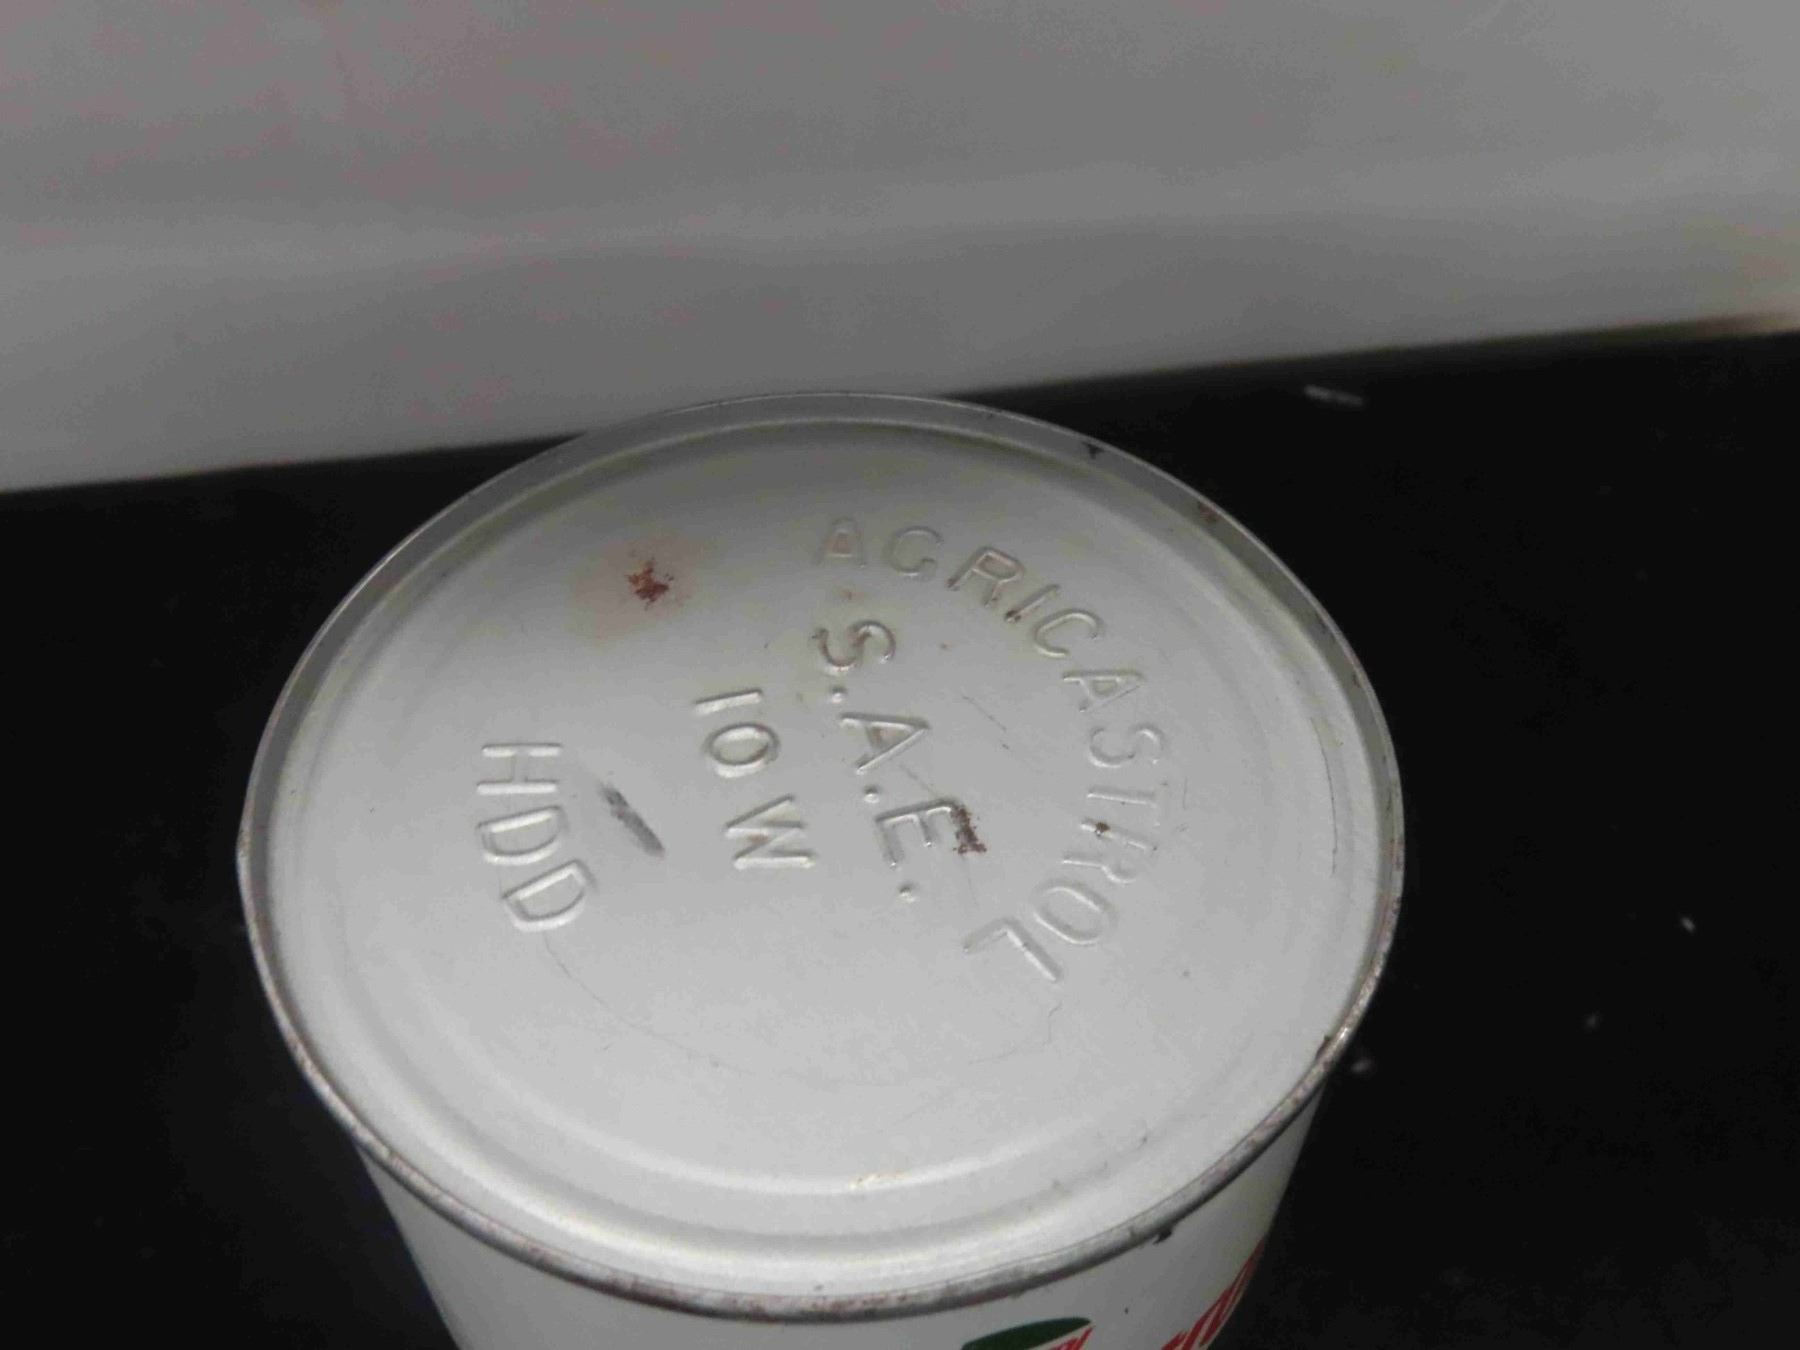 AGRICASTROL
S.A.E.
10 W
HDD